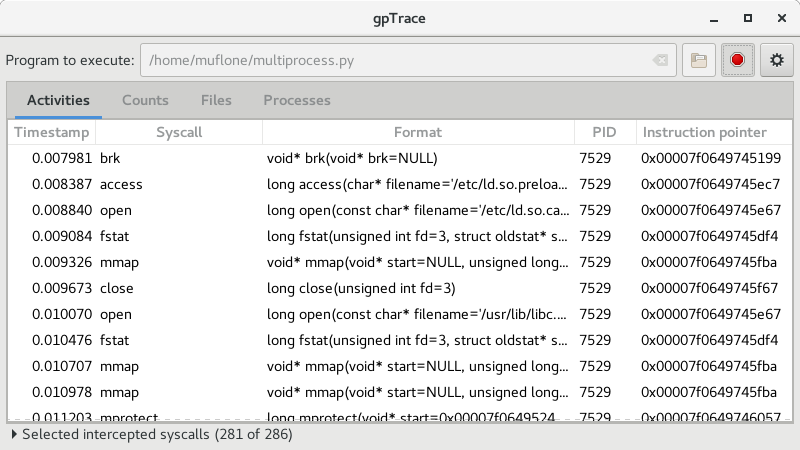 gpTrace
Program to execute: /home/muflone/multiprocess.py
Activities Counts Files Processes
Timestamp Syscall Format PID Instruction pointer
0.007981 brk void* brk(void* brk=NULL) 7529 0x00007f0649745199
0.008387 access long access(char* filename='/etc/ld.so.preloa... 7529 0x00007f0649745ec7
0.008840 open long open(const char* filename='/etc/ld.so.ca... 7529 0x00007f0649745e67
0.009084 fstat long fstat(unsigned int fd=3, struct oldstat* s... 7529 0x00007f0649745df4
0.009326 mmap void* mmap(void* start=NULL, unsigned long... 7529 0x00007f0649745fba
0.009673 close long close(unsigned int fd=3) 7529 0x00007f0649745f67
0.010070 open long open(const char* filename='/usr/lib/libc.... 7529 0x00007f0649745e67
0.010476 fstat long fstat(unsigned int fd=3, struct oldstat* s... 7529 0x00007f0649745df4
0.010707 mmap void* mmap(void* start=NULL, unsigned long... 7529 0x00007f0649745fba
0.010978 mmap void* mmap(void* start=NULL, unsigned long... 7529 0x00007f0649745fba
0.011203 mprotect long mprotect(void* start=0x00007f0649524... 7529 0x00007f0649746057
Selected intercepted syscalls (281 of 286)